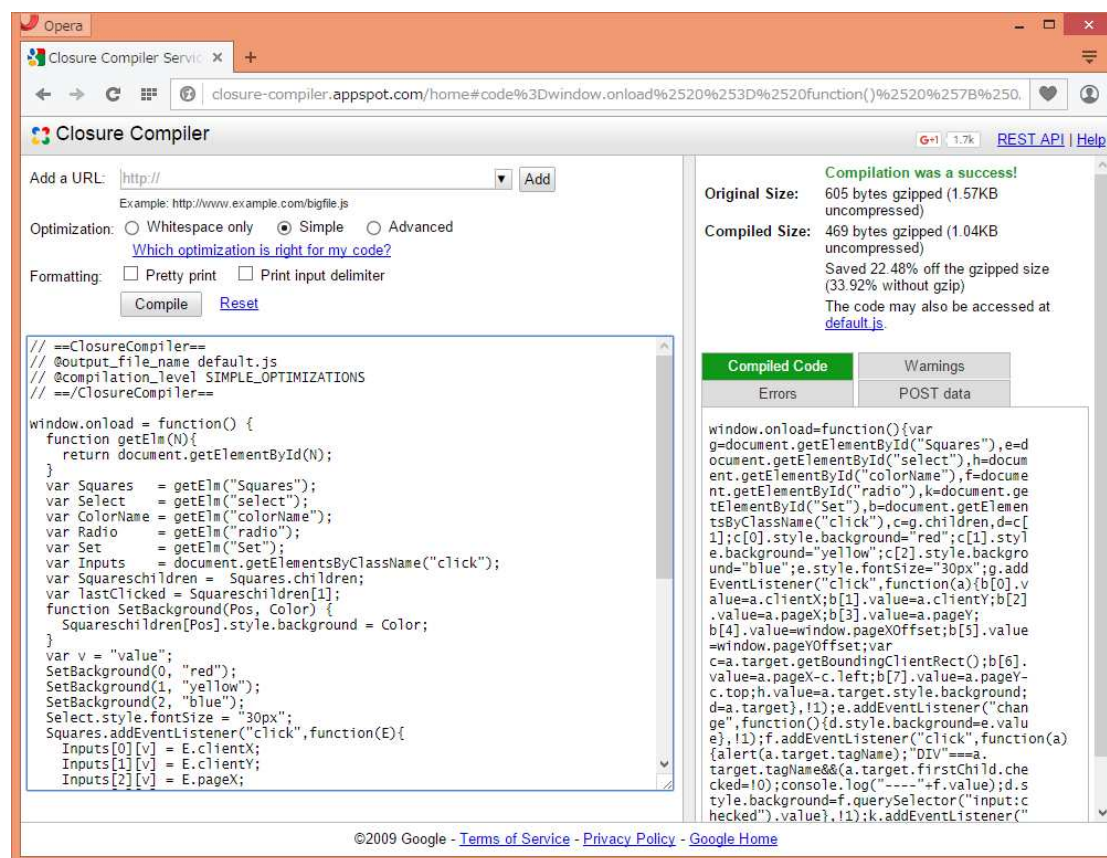 Opera
Closure Compiler Servic
closure-compiler.appspot.com/home#code%3Dwindow.onload%2520%253D%2520function()%2520%257B%250.
Closure Compiler
G+1 1.7k REST API | Help
Add a URL: http:// Add
Example: http://www.example.com/bigfile.js
Optimization: Whitespace only Simple Advanced
Which optimization is right for my code?
Formatting: Pretty print Print input delimiter
Compile Reset
// ==ClosureCompiler==
// @output_file_name default.js
// @compilation_level SIMPLE_OPTIMIZATIONS
// ==/ClosureCompiler==
window.onload = function() {
function getElm(N){
return document.getElementById(N);
}
var Squares = getElm("Squares");
var Select = getElm("select");
var ColorName = getElm("colorName");
var Radio = getElm("radio");
var Set = getElm("Set");
var Inputs = document.getElementsByClassName("click");
var Squareschildren = Squares.children;
var lastClicked = Squareschildren[1];
function SetBackground(Pos, Color) {
Squareschildren[Pos].style.background = Color;
}
var v = "value";
SetBackground(0, "red");
SetBackground(1, "yellow");
SetBackground(2, "blue");
Select.style.fontSize = "30px";
Squares.addEventListener("click",function(E){
Inputs[0][v] = E.clientX;
Inputs[1][v] = E.clientY;
Inputs[2][v] = E.pageX;
Compilation was a success!
Original Size: 605 bytes gzipped (1.57KB
uncompressed)
Compiled Size: 469 bytes gzipped (1.04KB
uncompressed)
Saved 22.48% off the gzipped size
(33.92% without gzip)
The code may also be accessed at
default.js.
Compiled Code Warnings
Errors POST data
window.onload=function(){var
g=document.getElementById("Squares"),e=d
ocument.getElementById("select"),h=docum
ent.getElementById("colorName"),f=docume
nt.getElementById("radio"),k=document.ge
tElementById("Set"),b=document.getElemen
tsByClassName("click"),c=g.children,d=c[
1];c[0].style.background="red";c[1].styl
e.background="yellow";c[2].style.backgro
und="blue";e.style.fontSize="30px";g.add
EventListener("click",function(a){b[0].v
alue=a.clientX;b[1].value=a.clientY;b[2]
.value=a.pageX;b[3].value=a.pageY;
b[4].value=window.pageXOffset;b[5].value
=window.pageYOffset;var
c=a.target.getBoundingClientRect();b[6].
value=a.pageX-c.left;b[7].value=a.pageY-
c.top;h.value=a.target.style.background;
d=a.target},!1);e.addEventListener("chan
ge",function(){d.style.background=e.valu
e},!1);f.addEventListener("click",function(a)
{alert(a.target.tagName);"DIV"===a.
target.tagName&&(a.target.firstChild.che
cked=!0);console.log("----"+f.value);d.s
tyle.background=f.querySelector("input:c
hecked").value},!1);k.addEventListener("
©2009 Google - Terms of Service - Privacy Policy - Google Home